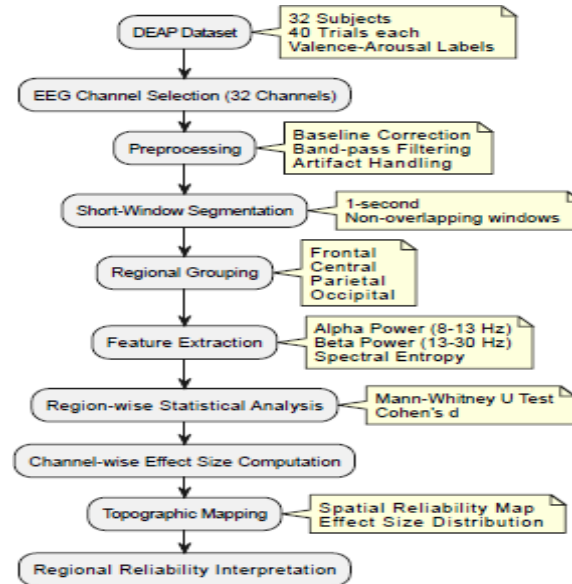 DEAP Dataset
32 Subjects
40 Trials each
Valence-Arousal Labels
EEG Channel Selection (32 Channels)
Preprocessing
Baseline Correction
Band-pass Filtering
Artifact Handling
Short-Window Segmentation
1-second
Non-overlapping windows
Regional Grouping
Frontal
Central
Parietal
Occipital
Feature Extraction
Alpha Power (8-13 Hz)
Beta Power (13-30 Hz)
Spectral Entropy
Region-wise Statistical Analysis
Mann-Whitney U Test
Cohen's d
Channel-wise Effect Size Computation
Topographic Mapping
Spatial Reliability Map
Effect Size Distribution
Regional Reliability Interpretation